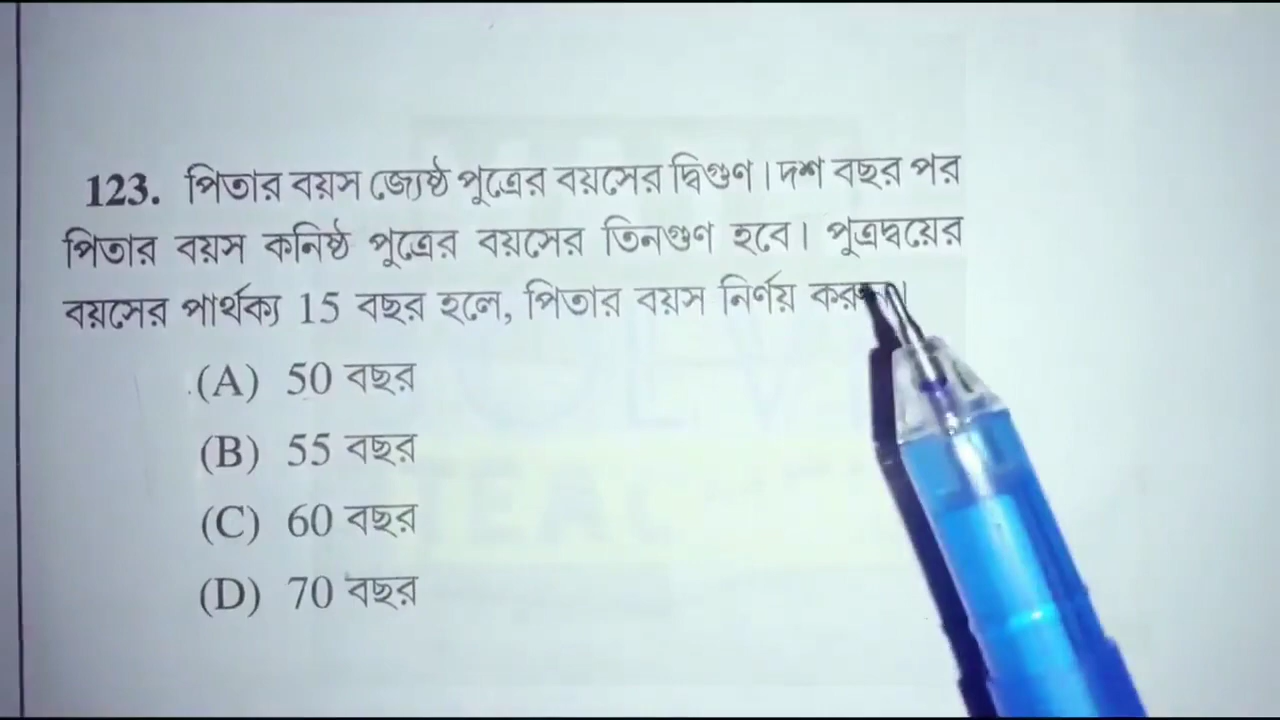 123. পিতার বয়স জ্যেষ্ঠ পুত্রের বয়সের দ্বিগুণ। দশ বছর পর
পিতার বয়স কনিষ্ঠ পুত্রের বয়সের তিনগুণ হবে। পুত্রদ্বয়ের
বয়সের পার্থক্য 15 বছর হলে, পিতার বয়স নির্ণয়
(A) 50 বছর
(B) 55 বছর
(C) 60 বছর
(D) 70 বছর